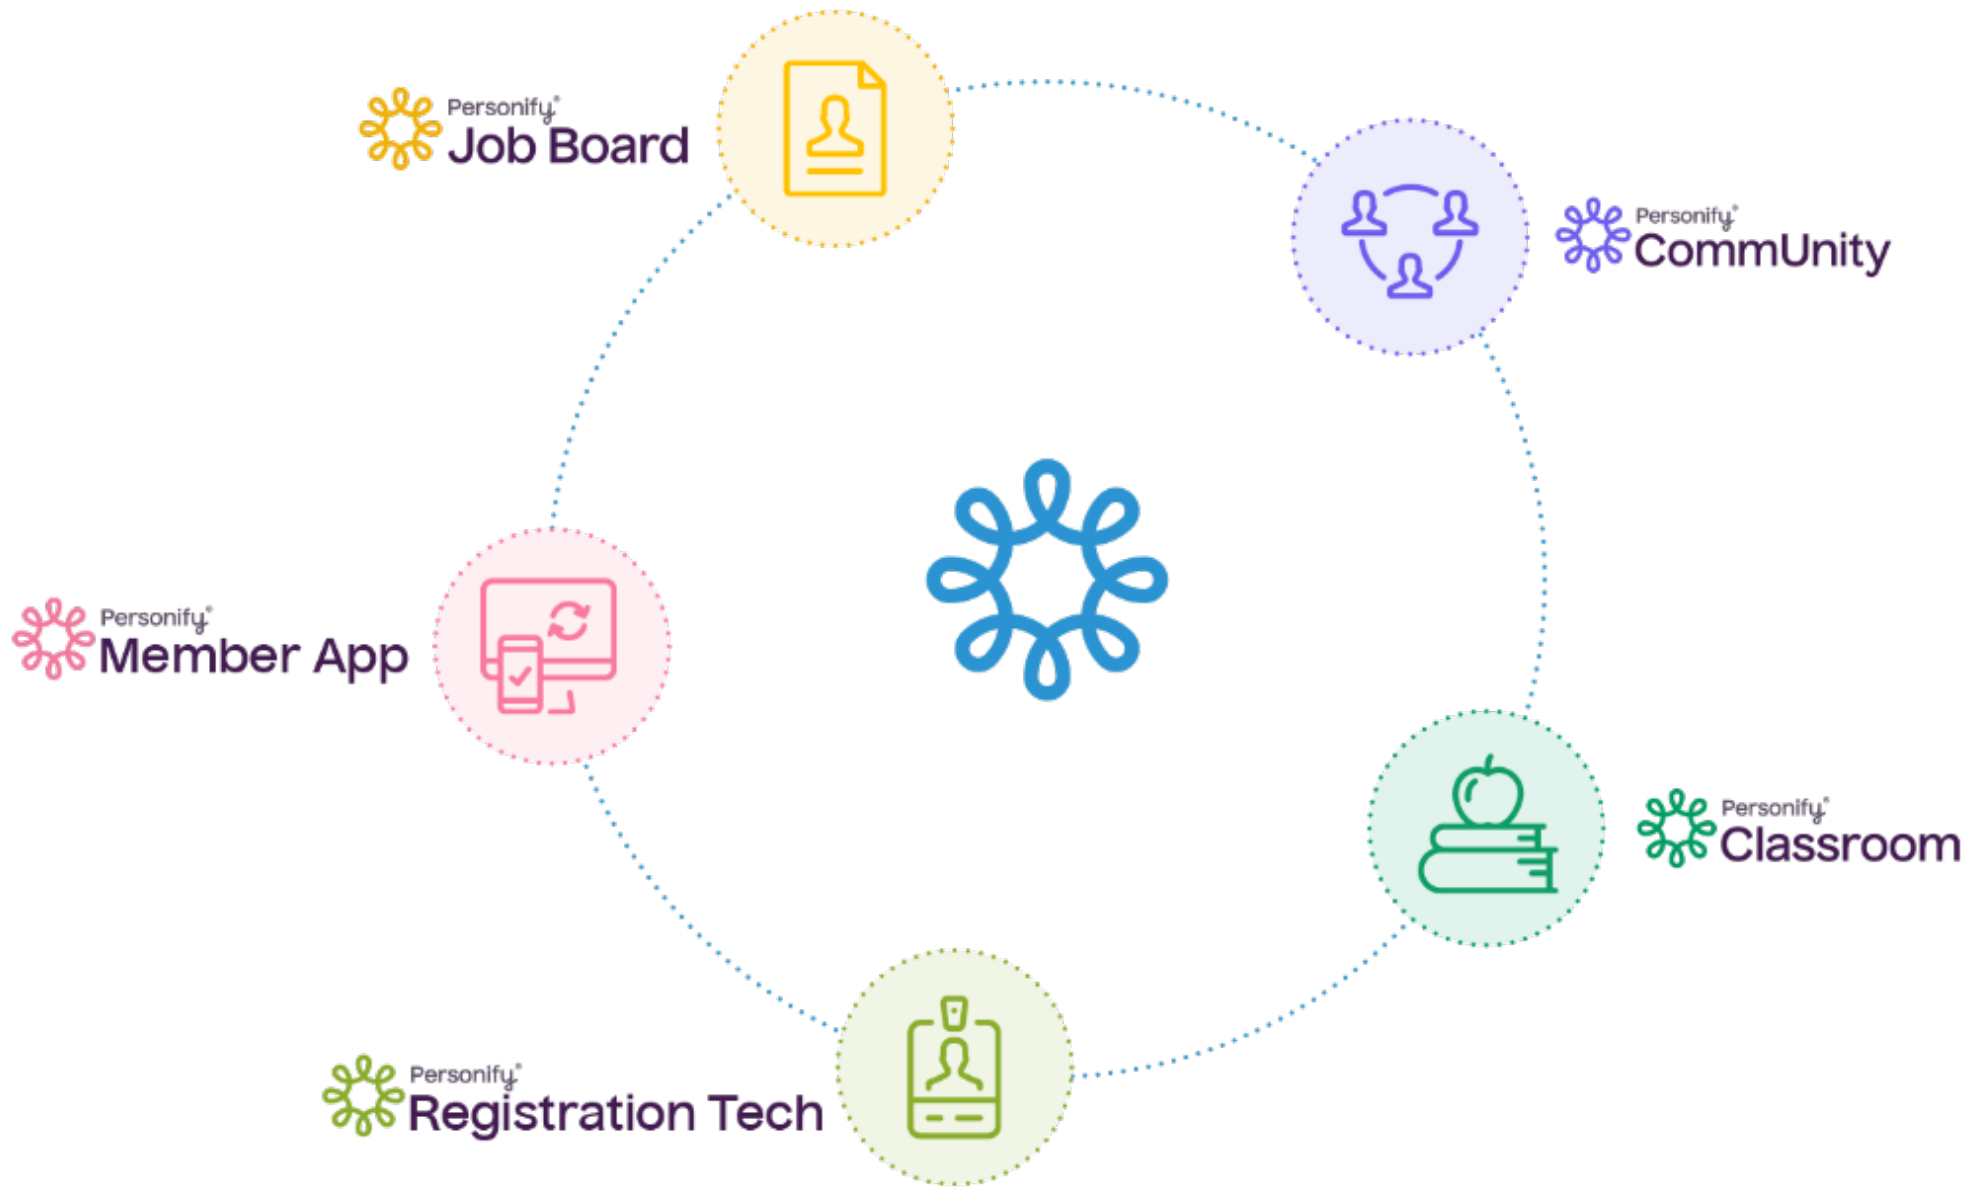 Personify®
Job Board
Personify®
CommUnity
Personify®
Member App
Personify®
Classroom
Personify®
Registration Tech